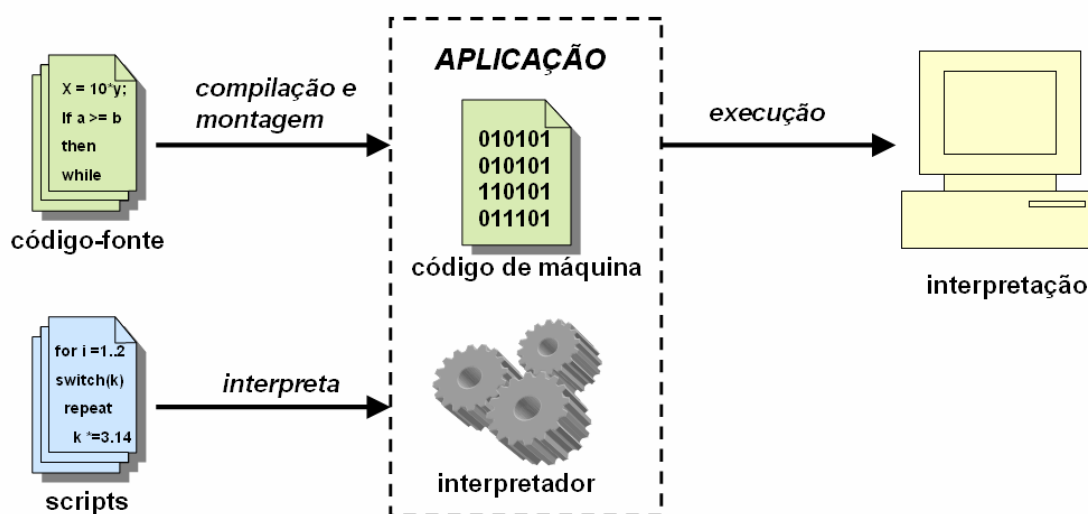 X = 10*y;
If a >= b
then
while
código-fonte
compilação e
montagem
APLICAÇÃO
010101
010101
110101
011101
código de máquina
execução
interpretação
for i =1..2
switch(k)
repeat
k *=3.14
scripts
interpreta
interpretador